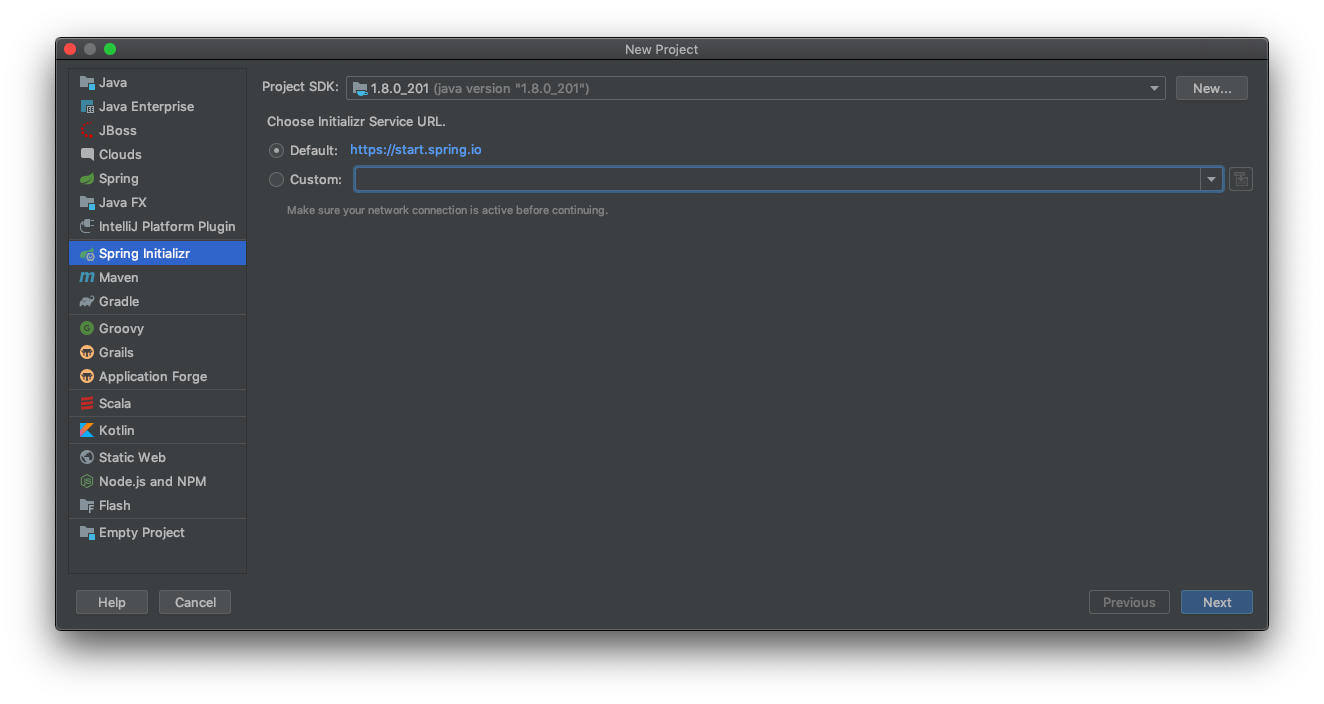 New Project
Java
Java Enterprise
JBoss
Clouds
Spring
Java FX
IntelliJ Platform Plugin
Spring Initializr
Maven
Gradle
Groovy
Grails
Application Forge
Scala
Kotlin
Static Web
Node.js and NPM
Flash
Empty Project
Project SDK: 1.8.0_201 (java version "1.8.0_201") New...
Choose Initializr Service URL.
Default: https://start.spring.io
Custom:
Make sure your network connection is active before continuing.
Help Cancel Previous Next